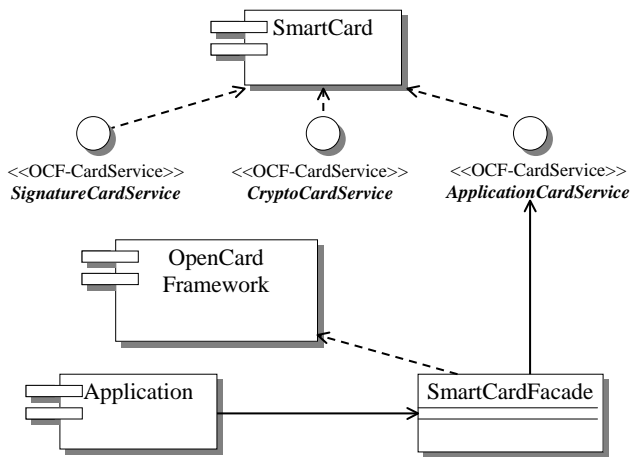 SmartCard
<<OCF-CardService>>
SignatureCardService
<<OCF-CardService>>
CryptoCardService
<<OCF-CardService>>
ApplicationCardService
OpenCard
Framework
Application
SmartCardFacade